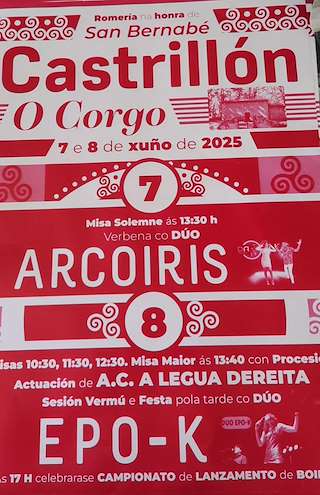 Romería na honra de
San Bernabé
Castrillón
O Corgo
7 e 8 de xuño de 2025
7
Misa Solemne ás 13:30 h
Verbena co DÚO
ARCOIRIS
8
isas 10:30, 11:30, 12:30. Misa Maior ás 13:40 con Procesió
Actuación de A.C. A LEGUA DEREITA
Sesión Vermú e Festa pola tarde co DÚO
EPO-K
DUO EPO-K
ás 17 H celebrarase CAMPIONATO de LANZAMENTO de BOI